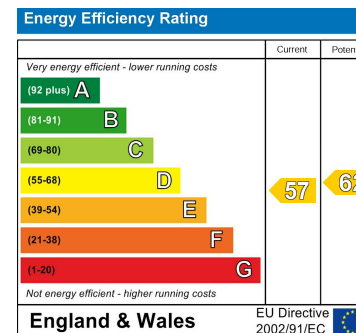 Energy Efficiency Rating
Current
Very energy efficient - lower running costs
(92 plus) A
(81-91) B
(69-80) C
(55-68) D
57
(39-54) E
(21-38) F
(1-20) G
Not energy efficient - higher running costs
England & Wales
EU Directive
2002/91/EC